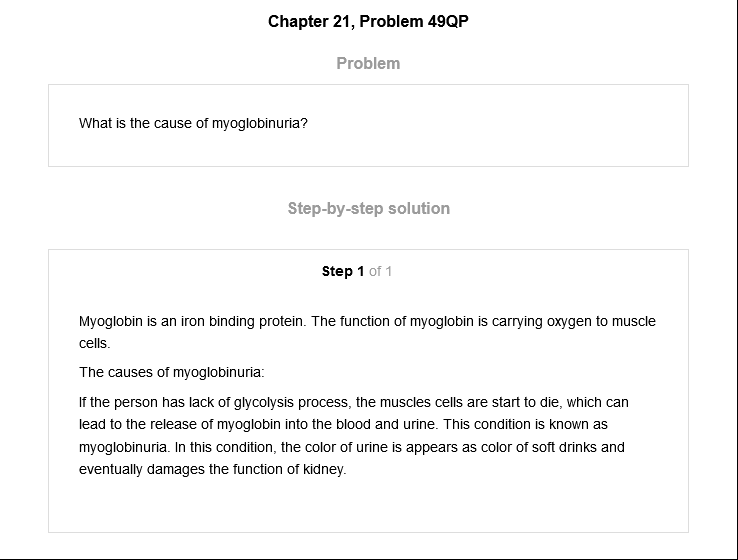 Chapter 21, Problem 49QP
Problem
What is the cause of myoglobinuria?
Step-by-step solution
Step 1 of 1
Myoglobin is an iron binding protein. The function of myoglobin is carrying oxygen to muscle
cells.
The causes of myoglobinuria:
If the person has lack of glycolysis process, the muscles cells are start to die, which can
lead to the release of myoglobin into the blood and urine. This condition is known as
myoglobinuria. In this condition, the color of urine is appears as color of soft drinks and
eventually damages the function of kidney.